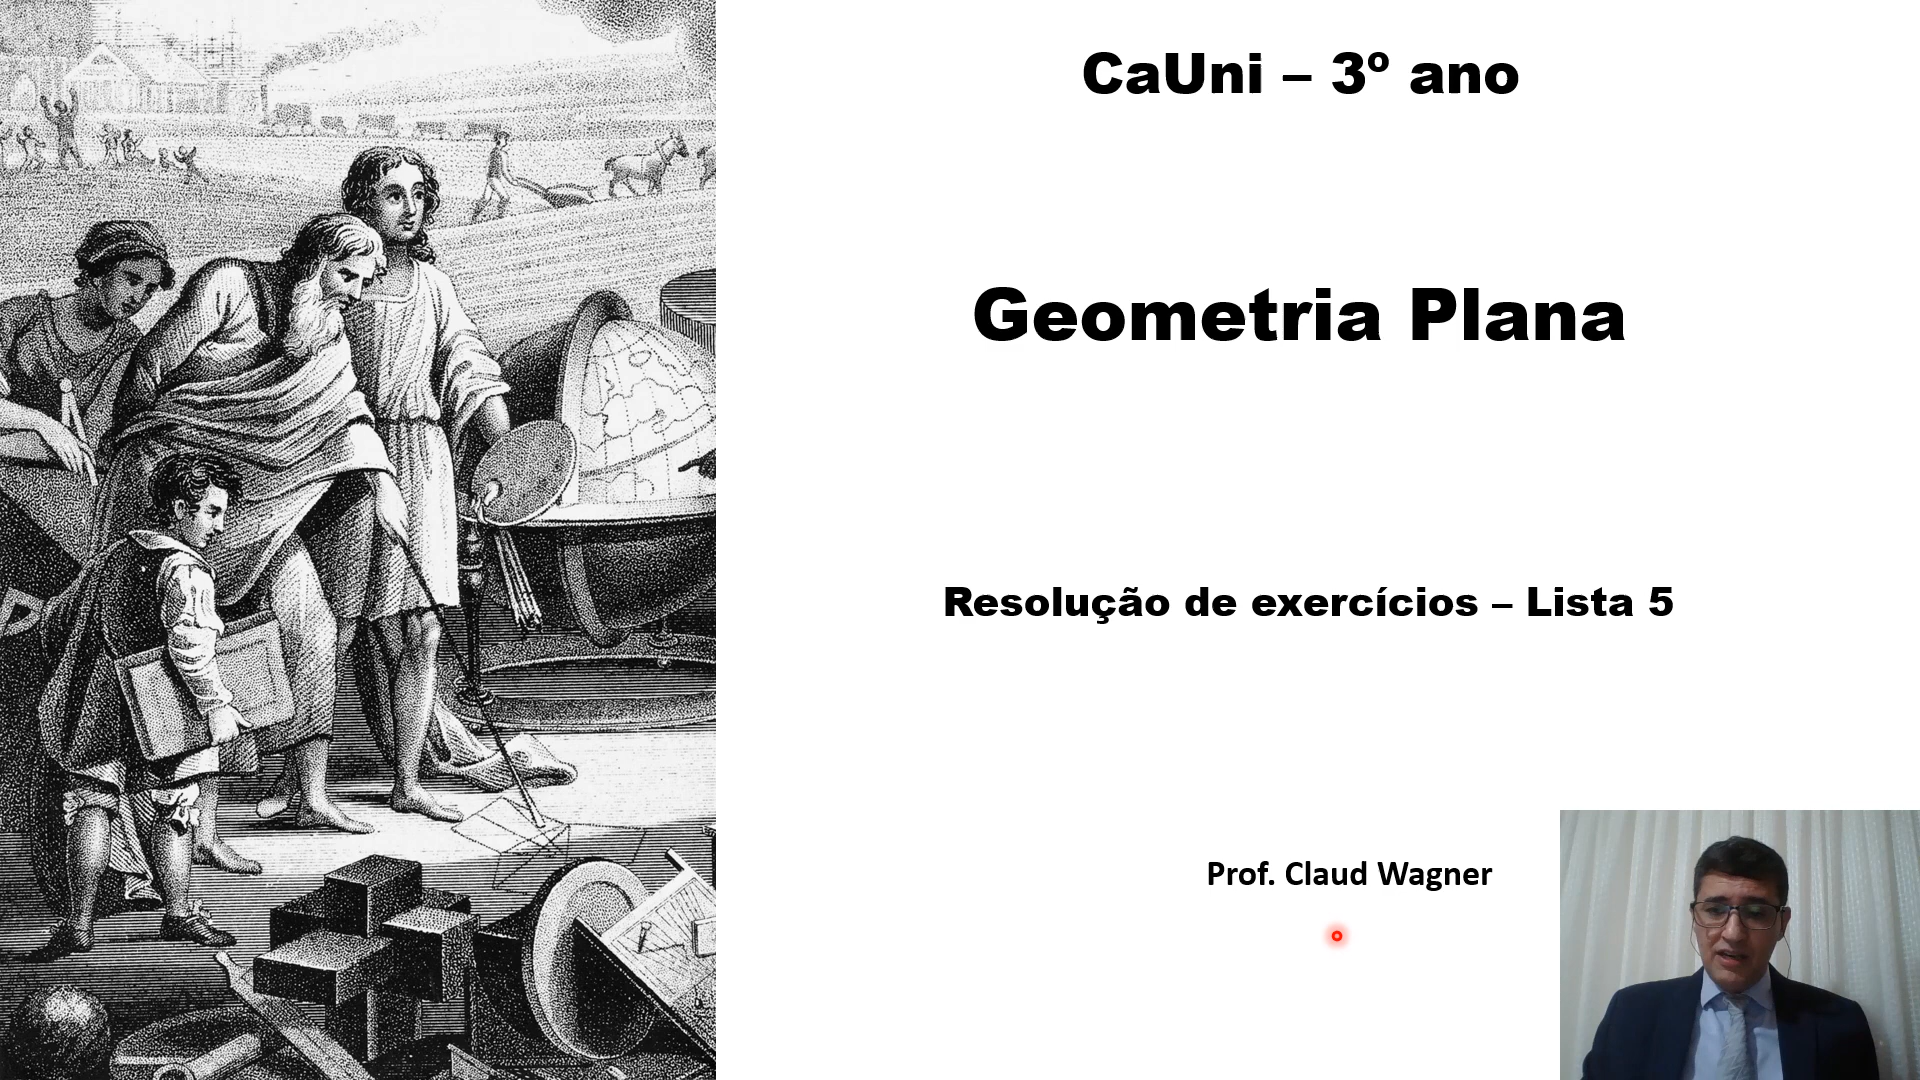 CaUni – 3º ano
Geometria Plana
Resolução de exercícios – Lista 5
Prof. Claud Wagner